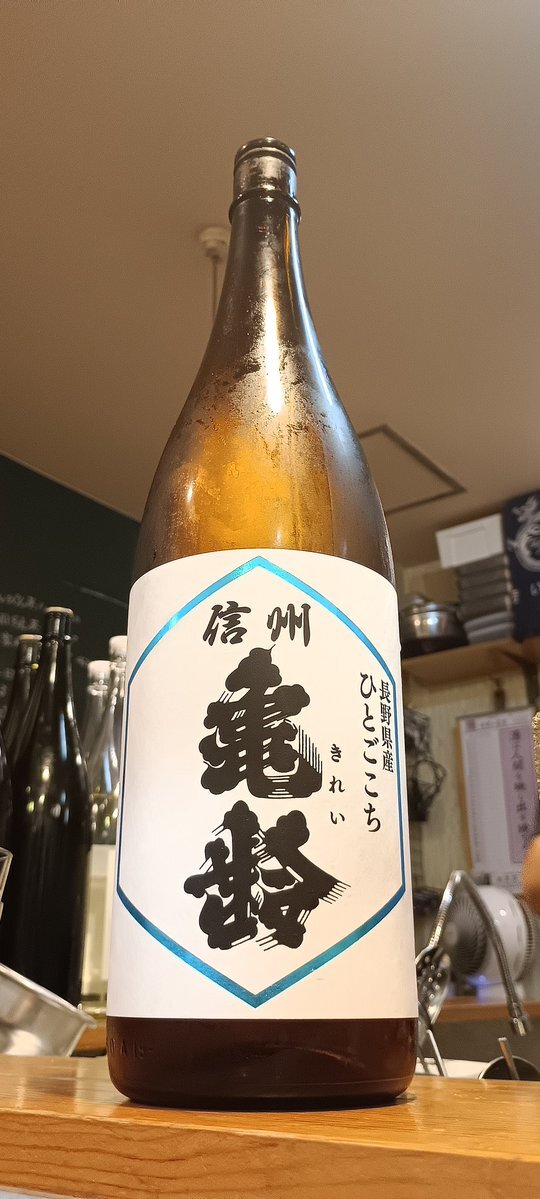 信州
亀齢
きれい
長野県産
ひとごこち